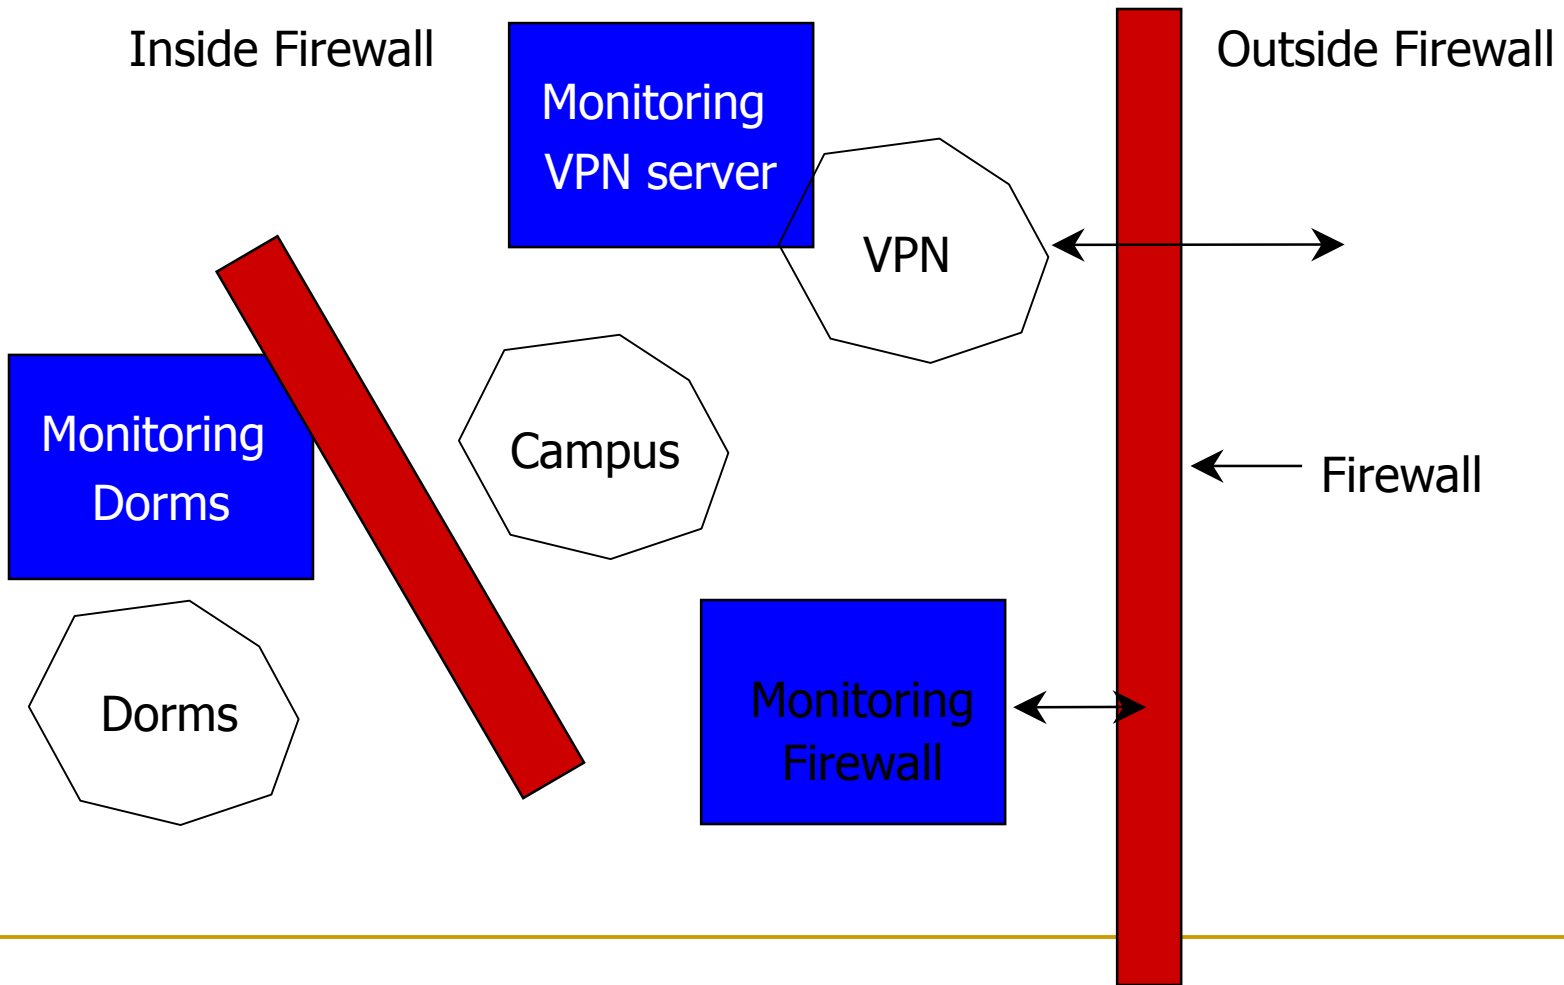 Inside Firewall
Outside Firewall
Monitoring
VPN server
VPN
Monitoring
Dorms
Campus
Firewall
Dorms
Monitoring
Firewall